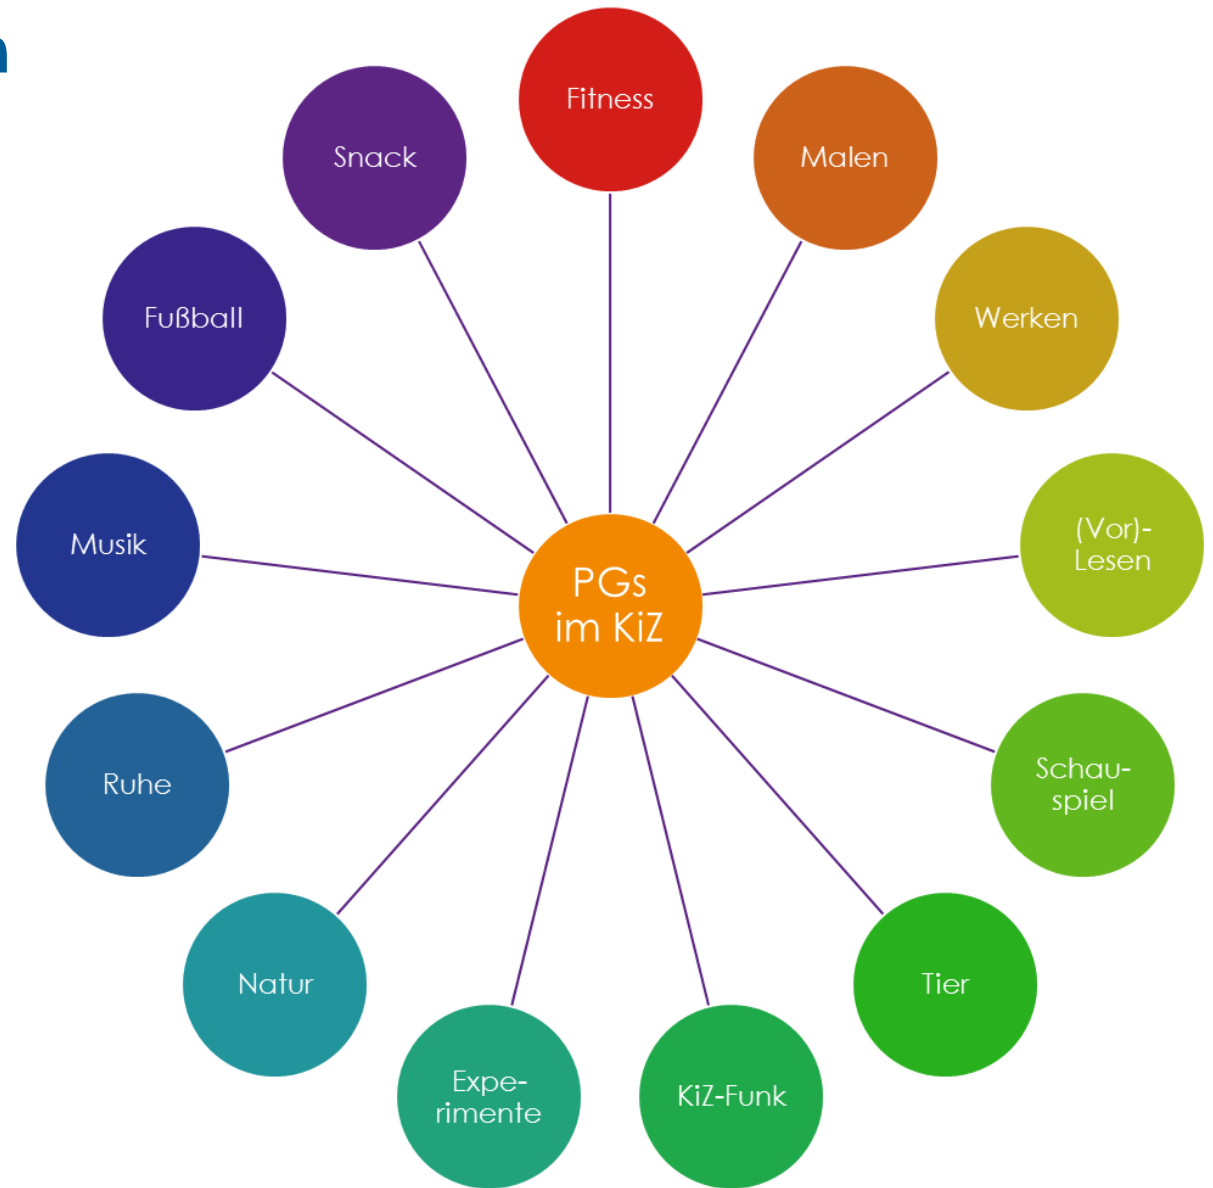 Fitness
Malen
Werken
(Vor)-
Lesen
Schau-
spiel
Tier
KiZ-Funk
Expe-
rimente
Natur
Ruhe
Musik
Fußball
Snack
PGs
im KiZ